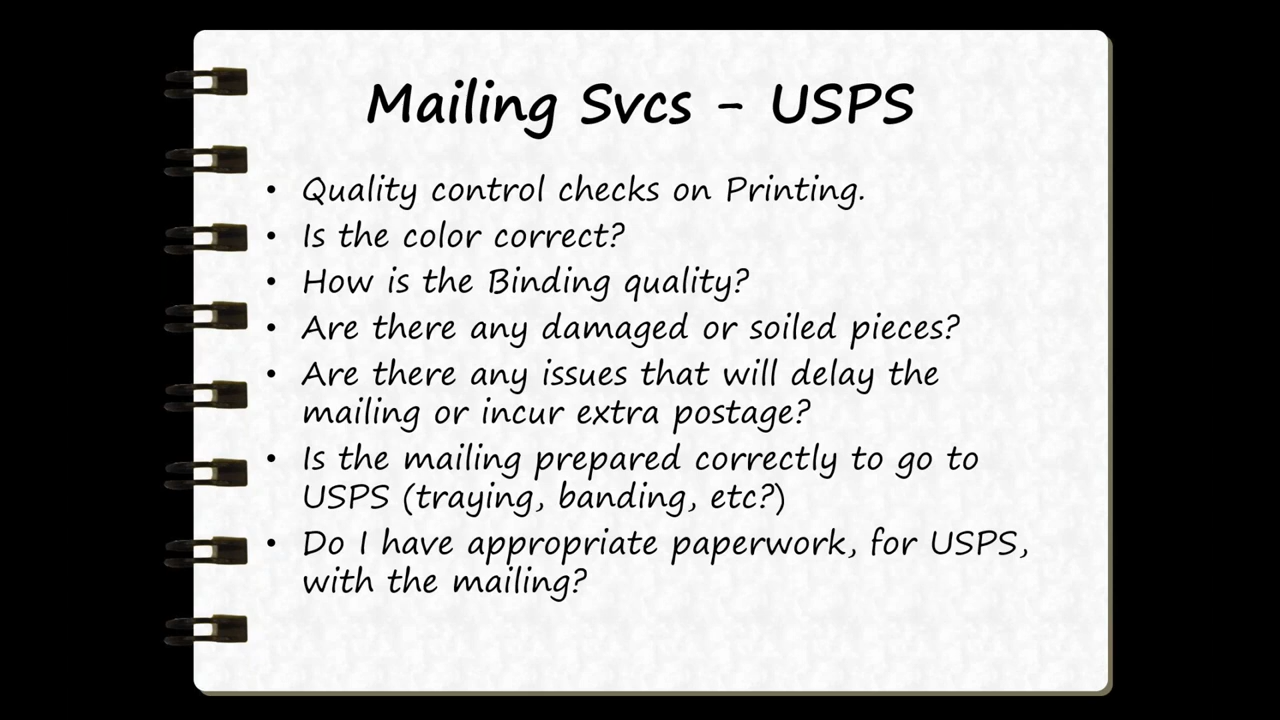 Mailing Svcs - USPS
• Quality control checks on Printing.
• Is the color correct?
• How is the Binding quality?
• Are there any damaged or soiled pieces?
• Are there any issues that will delay the
mailing or incur extra postage?
• Is the mailing prepared correctly to go to
USPS (traying, banding, etc?)
• Do I have appropriate paperwork, for USPS,
with the mailing?